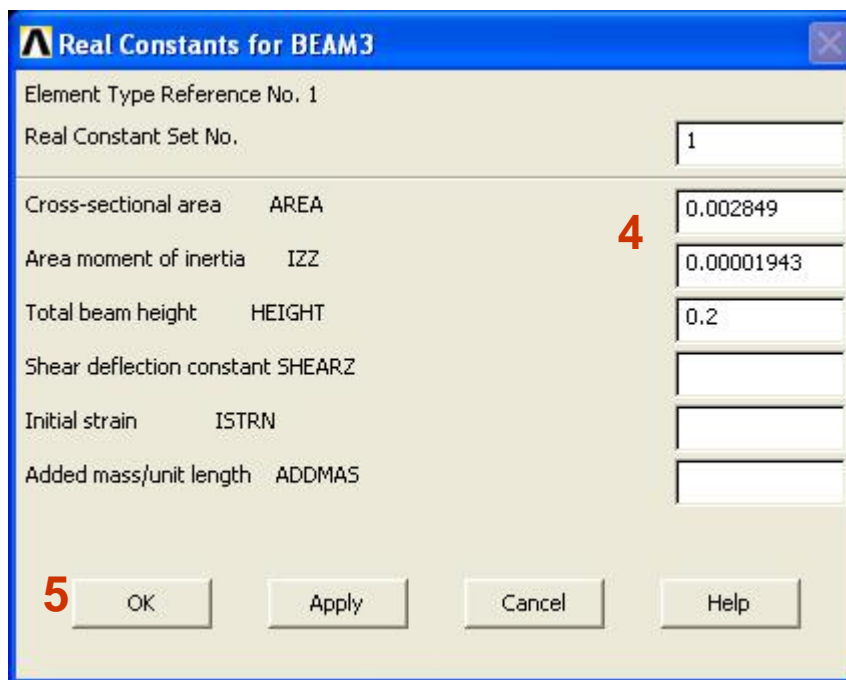 Real Constants for BEAM3
Element Type Reference No. 1
Real Constant Set No. 1
Cross-sectional area AREA 4 0.002849
Area moment of inertia IZZ 0.00001943
Total beam height HEIGHT 0.2
Shear deflection constant SHEARZ
Initial strain ISTRN
Added mass/unit length ADDMAS
5 OK Apply Cancel Help